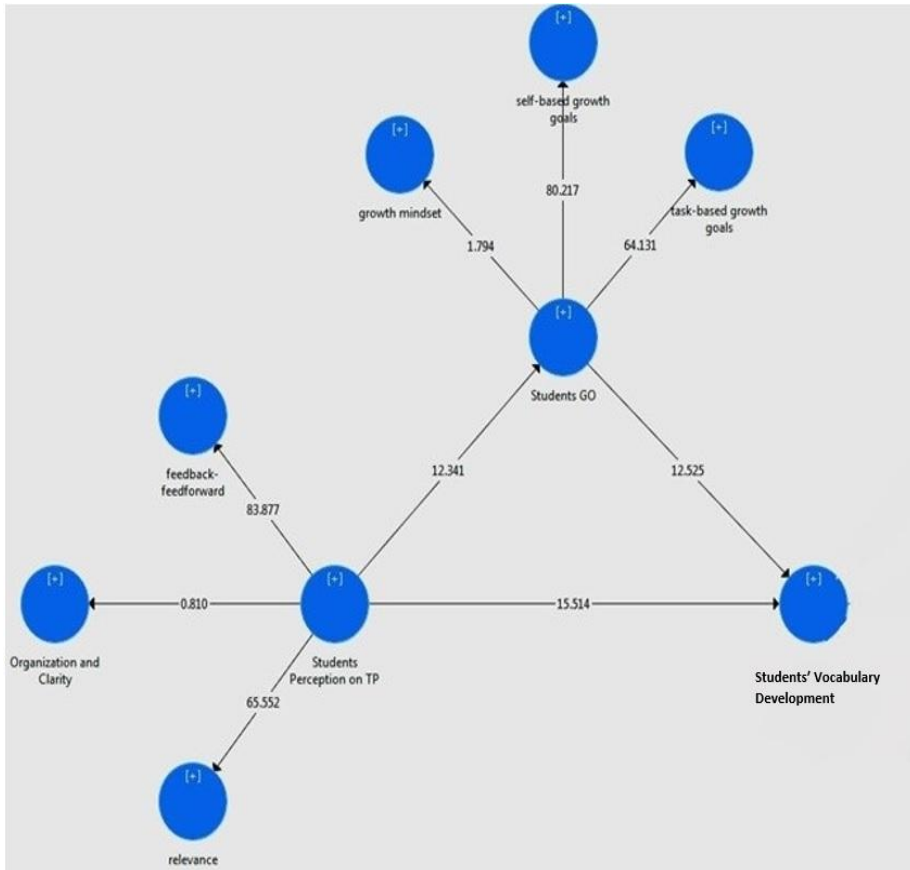 [+]
self-based growth
goals
[+]
growth mindset
[+]
task-based growth
goals
80.217
1.794
64.131
[+]
Students GO
[+]
feedback-
feedforward
12.341
12.525
83.877
[+]
Organization and
Clarity
0.810
[+]
Students
Perception on TP
15.514
[+]
Students' Vocabulary
Development
65.552
[+]
relevance